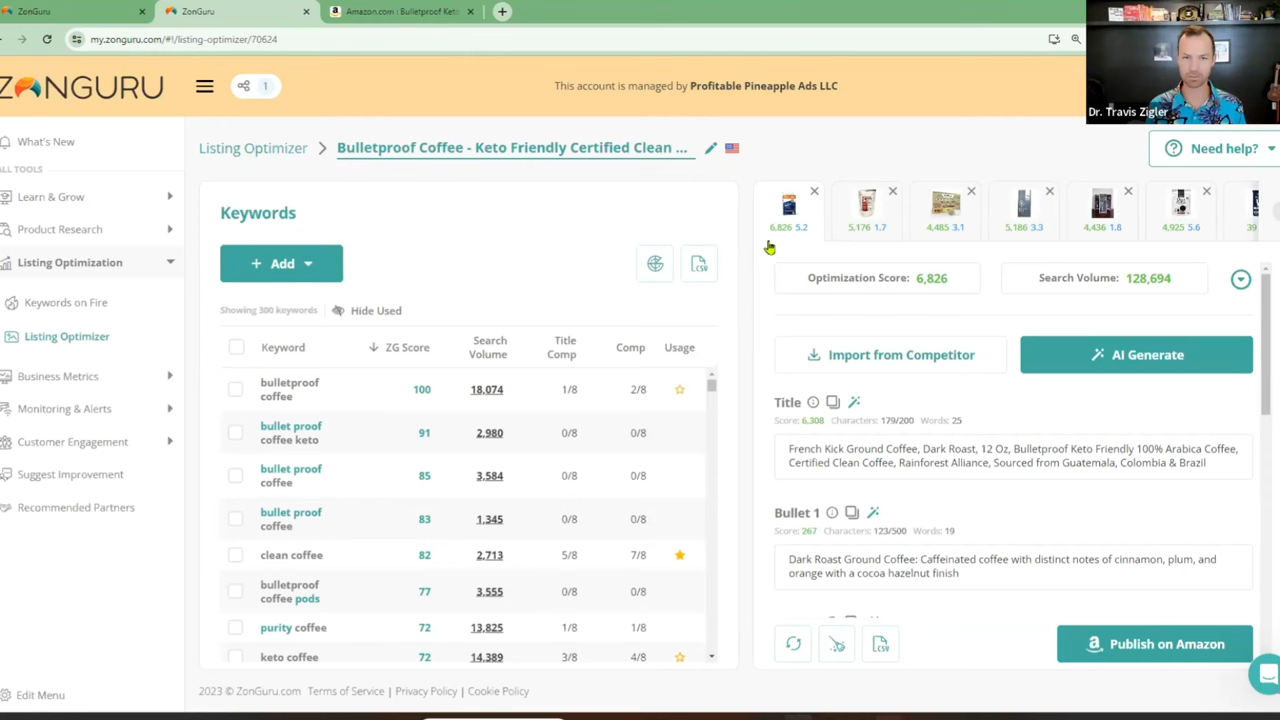 ZonGuru
ZonGuru
Amazon.com : Bulletproof Keto
my.zonguru.com/#!/listing-optimizer/70624
Dr. Travis Zigler
ZONGURU
1
This account is managed by Profitable Pineapple Ads LLC
What's New
ALL TOOLS
Learn & Grow
Product Research
Listing Optimization
Keywords on Fire
Listing Optimizer
Business Metrics
Monitoring & Alerts
Customer Engagement
Suggest Improvement
Recommended Partners
Edit Menu
Listing Optimizer > Bulletproof Coffee - Keto Friendly Certified Clean ...
Need help?
Keywords
+ Add
CSV
Showing 300 keywords
Hide Used
Keyword ZG Score Search Volume Title Comp Comp Usage
bulletproof coffee 100 18,074 1/8 2/8
bullet proof coffee keto 91 2,980 0/8 0/8
bullet proof coffee 85 3,584 0/8 0/8
bullet proof coffee 83 1,345 0/8 0/8
clean coffee 82 2,713 5/8 7/8
bulletproof coffee pods 77 3,555 0/8 0/8
purity coffee 72 13,825 1/8 1/8
keto coffee 72 14,389 3/8 4/8
6,826 5.2 5,176 1.7 4,485 3.1 5,186 3.3 4,436 1.8 4,925 5.6 39
Optimization Score: 6,826 Search Volume: 128,694
Import from Competitor
AI Generate
Title
Score: 6,308 Characters: 179/200 Words: 25
French Kick Ground Coffee, Dark Roast, 12 Oz, Bulletproof Keto Friendly 100% Arabica Coffee,
Certified Clean Coffee, Rainforest Alliance, Sourced from Guatemala, Colombia & Brazil
Bullet 1
Score: 267 Characters: 123/500 Words: 19
Dark Roast Ground Coffee: Caffeinated coffee with distinct notes of cinnamon, plum, and
orange with a cocoa hazelnut finish
CSV
Publish on Amazon
2023 © ZonGuru.com Terms of Service | Privacy Policy | Cookie Policy